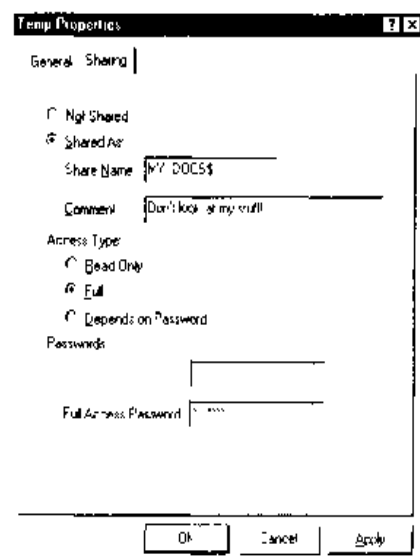 Temp Properties
General Sharing
Not Shared
Shared As:
Share Name MY DOCS$
Comment Don't look at my stuff!
Access Type:
Read Only
Full
Depends on Password
Passwords
Full Access Password
OK Cancel Apply